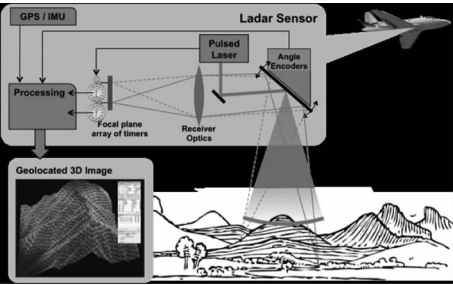 Ladar Sensor
GPS / IMU
Pulsed
Laser
Angle
Encoders
Processing
Focal plane
array of timers
Receiver
Optics
Geolocated 3D Image